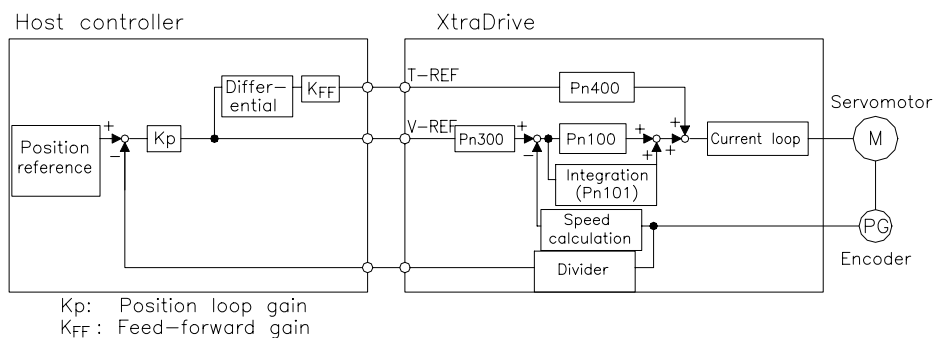 Host controller
XtraDrive
Differ-
ential
KFF
T-REF
Pn400
Servomotor
Position
reference
+
−
Kp
V-REF
Pn300
+
−
Pn100
+
+
+
+
Current loop
M
Integration
(Pn101)
Speed
calculation
PG
Divider
Encoder
Kp: Position loop gain
KFF : Feed-forward gain